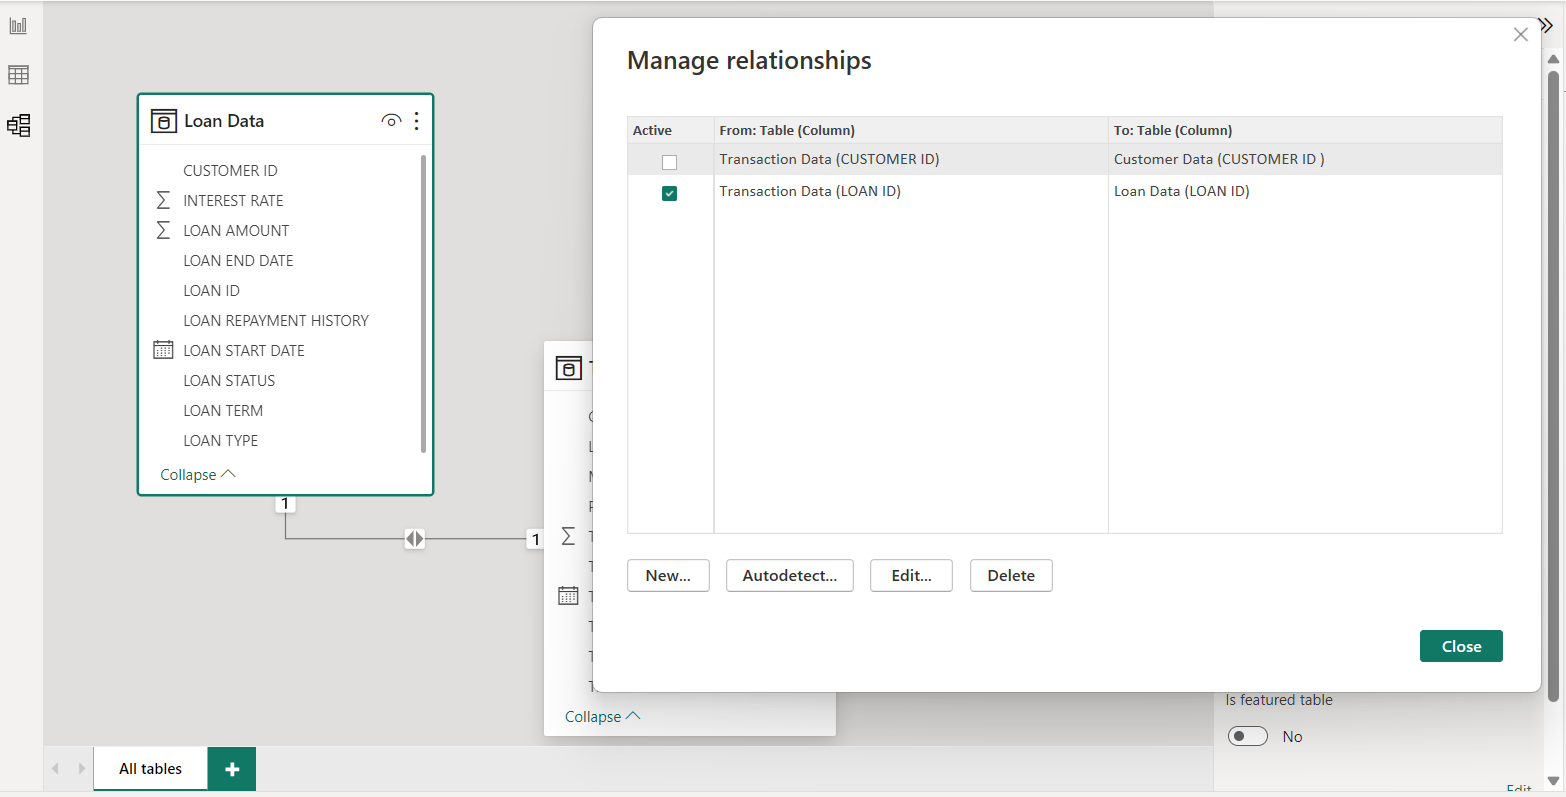 Manage relationships
Loan Data
CUSTOMER ID
INTEREST RATE
LOAN AMOUNT
LOAN END DATE
LOAN ID
LOAN REPAYMENT HISTORY
LOAN START DATE
LOAN STATUS
LOAN TERM
LOAN TYPE
Collapse
1
1
Collapse
Active From: Table (Column) To: Table (Column)
Transaction Data (CUSTOMER ID) Customer Data (CUSTOMER ID )
Transaction Data (LOAN ID) Loan Data (LOAN ID)
New... Autodetect... Edit... Delete
Close
Is featured table
No
All tables